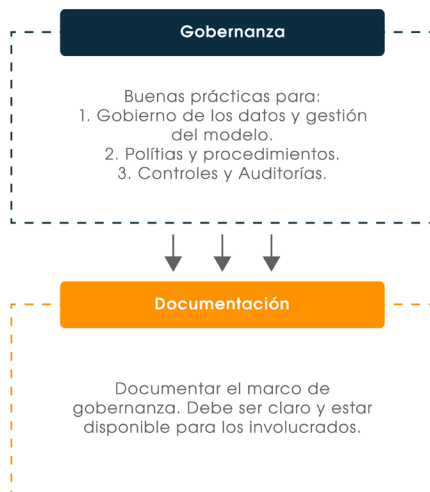 Gobernanza
Buenas prácticas para:
1. Gobierno de los datos y gestión
del modelo.
2. Polítias y procedimientos.
3. Controles y Auditorías.
Documentación
Documentar el marco de
gobernanza. Debe ser claro y estar
disponible para los involucrados.